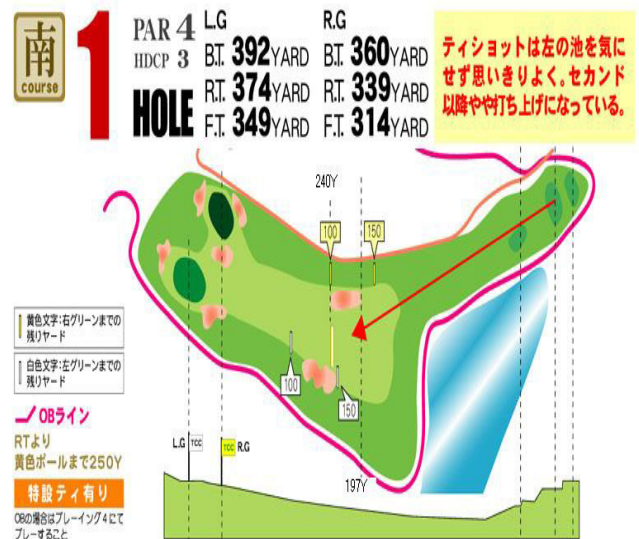 南
course
1
PAR 4
HDCP 3
HOLE
L.G
B.T. 392YARD
R.T. 374YARD
F.T. 349YARD
R.G
B.T. 360YARD
R.T. 339YARD
F.T. 314YARD
ティショットは左の池を気に
せず思いきりよく。セカンド
以降やや打ち上げになっている。
240Y
100
150
100
150
197Y
黄色文字:右グリーンまでの
残りヤード
白色文字:左グリーンまでの
残りヤード
OBライン
RTより
黄色ポールまで250Y
特設ティ有り
OBの場合はプレーイング4にて
プレーすること
L.G TCC TCC R.G